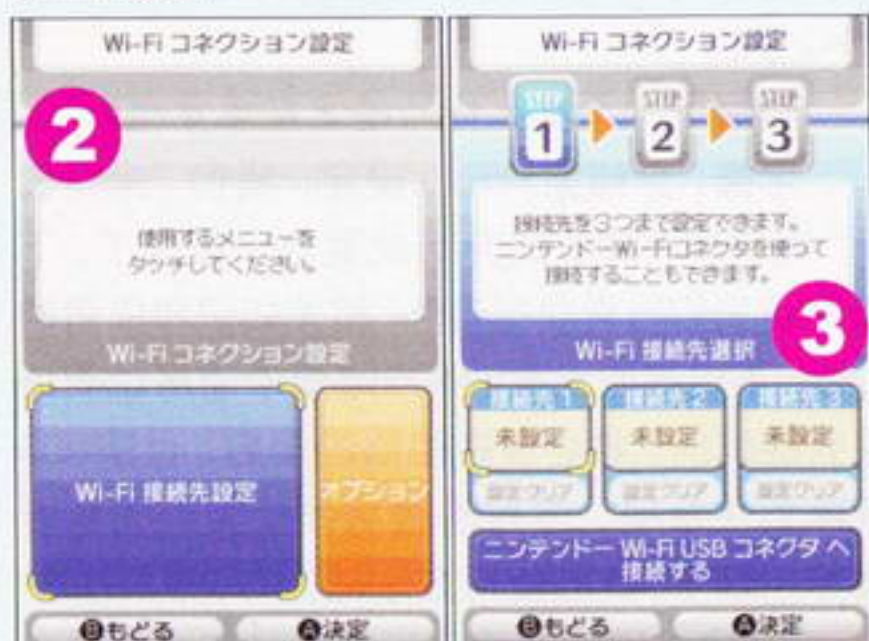 Wi-Fi コネクション設定
2
使用するメニューを
タッチしてください。
Wi-Fi コネクション設定
Wi-Fi 接続先設定
オプション
Bもどる
A決定
Wi-Fi コネクション設定
STEP
1
STEP
2
STEP
3
接続先を3つまで設定できます。
ニンテンドーWi-Fiコネクタを使って
接続することもできます。
3
Wi-Fi 接続先選択
接続先 1
接続先 2
接続先 3
未設定
未設定
未設定
設定クリア
設定クリア
設定クリア
ニンテンドー Wi-Fi USB コネクタ へ
接続する
Bもどる
A決定